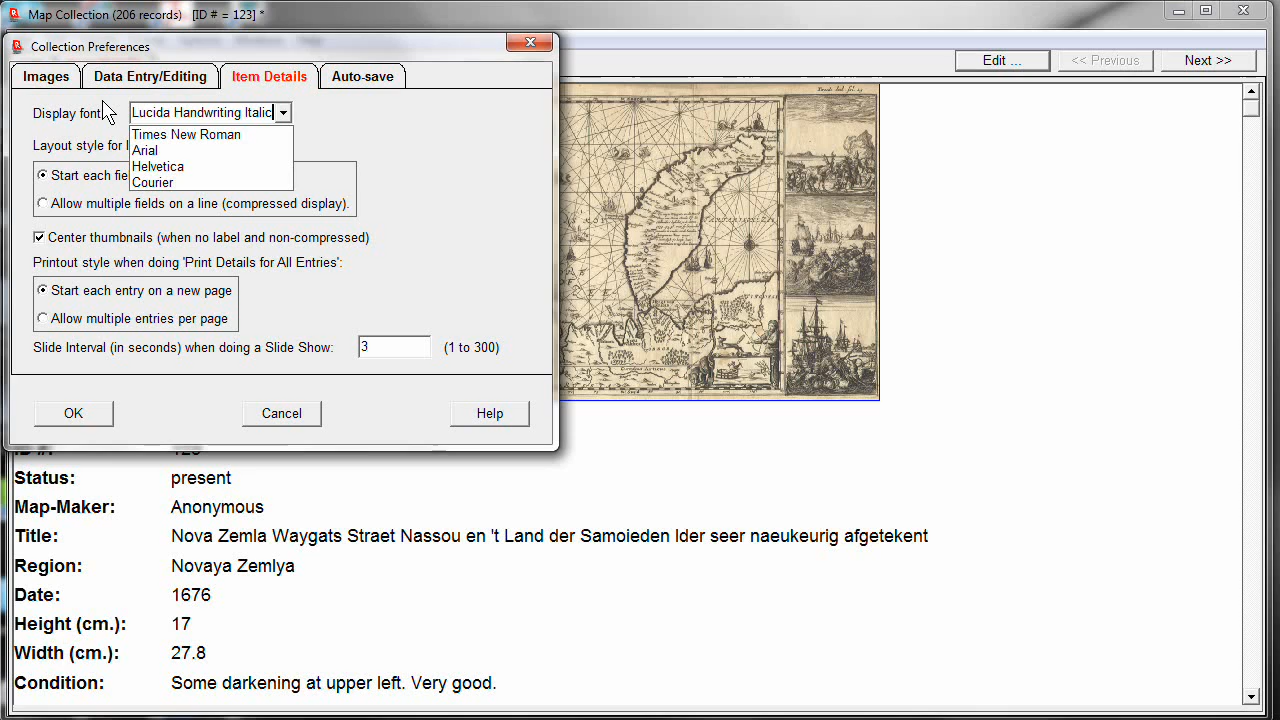 Map Collection (206 records) [ID # = 123] *
Collection Preferences
Images Data Entry/Editing Item Details Auto-save
Edit ... << Previous Next >>
Display font
Lucida Handwriting Italic
Times New Roman
Arial
Helvetica
Courier
Layout style for
Start each
Allow multiple fields on a line (compressed display).
Center thumbnails (when no label and non-compressed)
Printout style when doing 'Print Details for All Entries':
Start each entry on a new page
Allow multiple entries per page
Slide Interval (in seconds) when doing a Slide Show: 3 (1 to 300)
OK Cancel Help
Status: present
Map-Maker: Anonymous
Title: Nova Zemla Waygats Straet Nassou en 't Land der Samoieden Ider seer naeukeurig afgetekent
Region: Novaya Zemlya
Date: 1676
Height (cm.): 17
Width (cm.): 27.8
Condition: Some darkening at upper left. Very good.